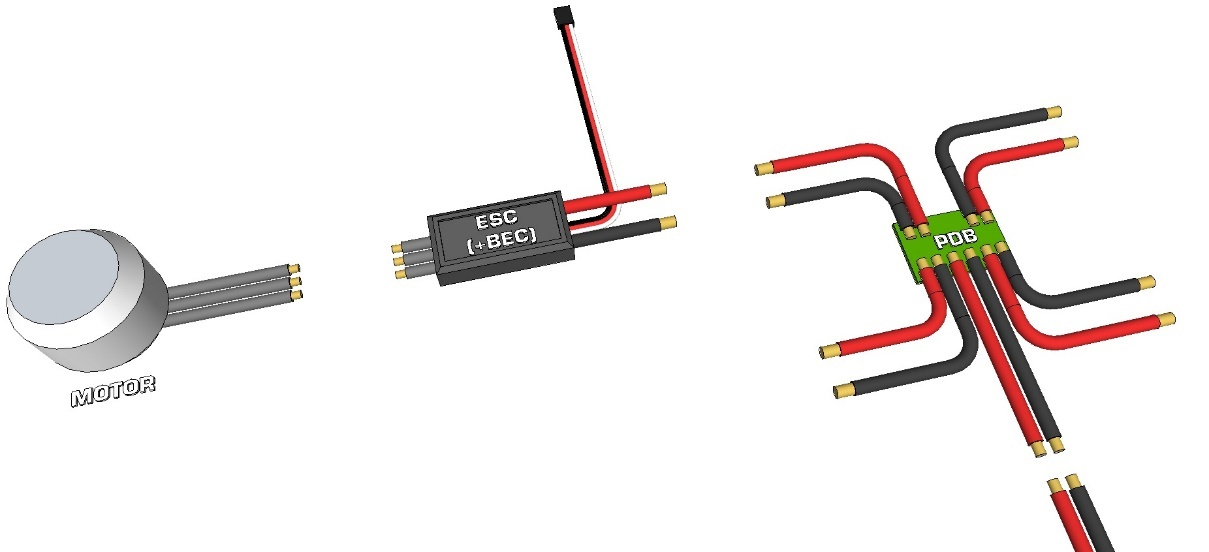 MOTOR
ESC
(+BEC)
PDB